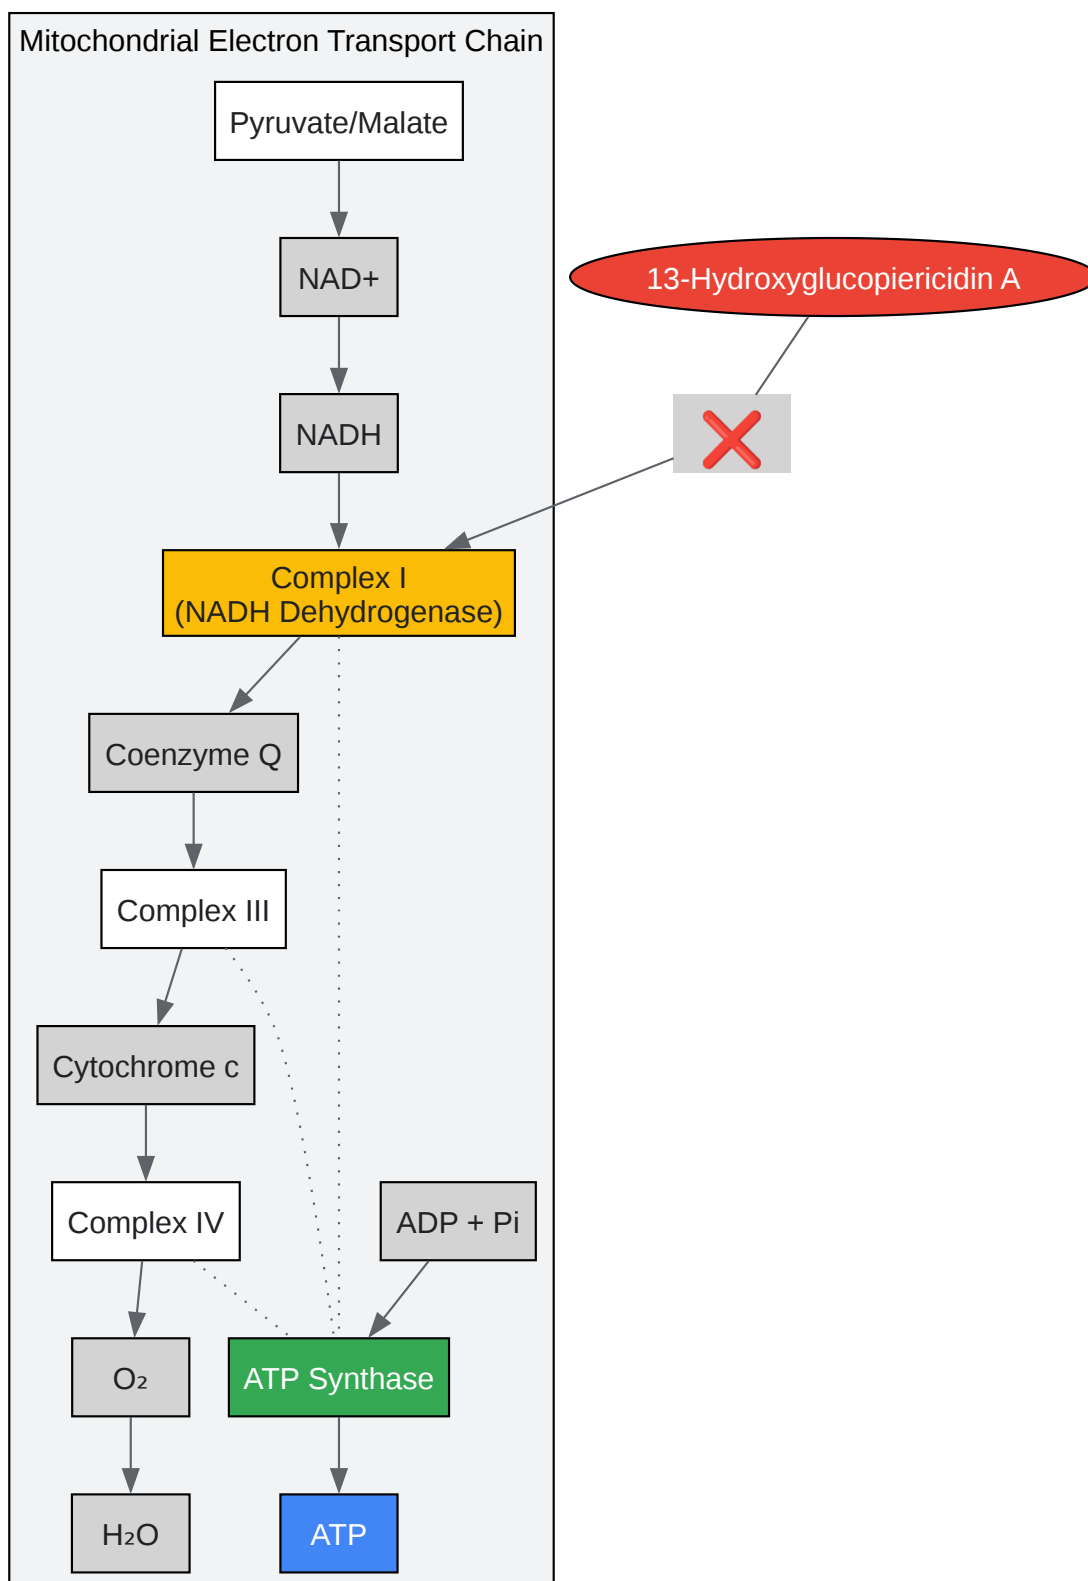 Mitochondrial Electron Transport Chain
Pyruvate/Malate
NAD+
13-Hydroxyglucopiericidin A
NADH
Complex I
(NADH Dehydrogenase)
Coenzyme Q
Complex III
Cytochrome c
Complex IV
ADP + Pi
O₂
ATP Synthase
H₂O
ATP